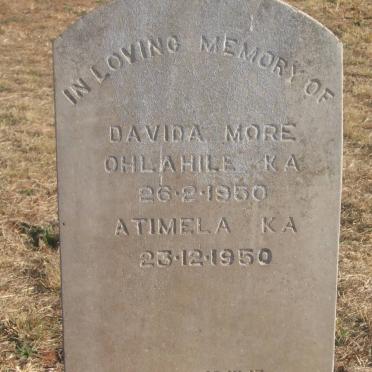 IN LOVING MEMORY OF
DAVIDA MORE
OHLAHILE KA
26·2·1950
ATIMELA KA
23·12·1950